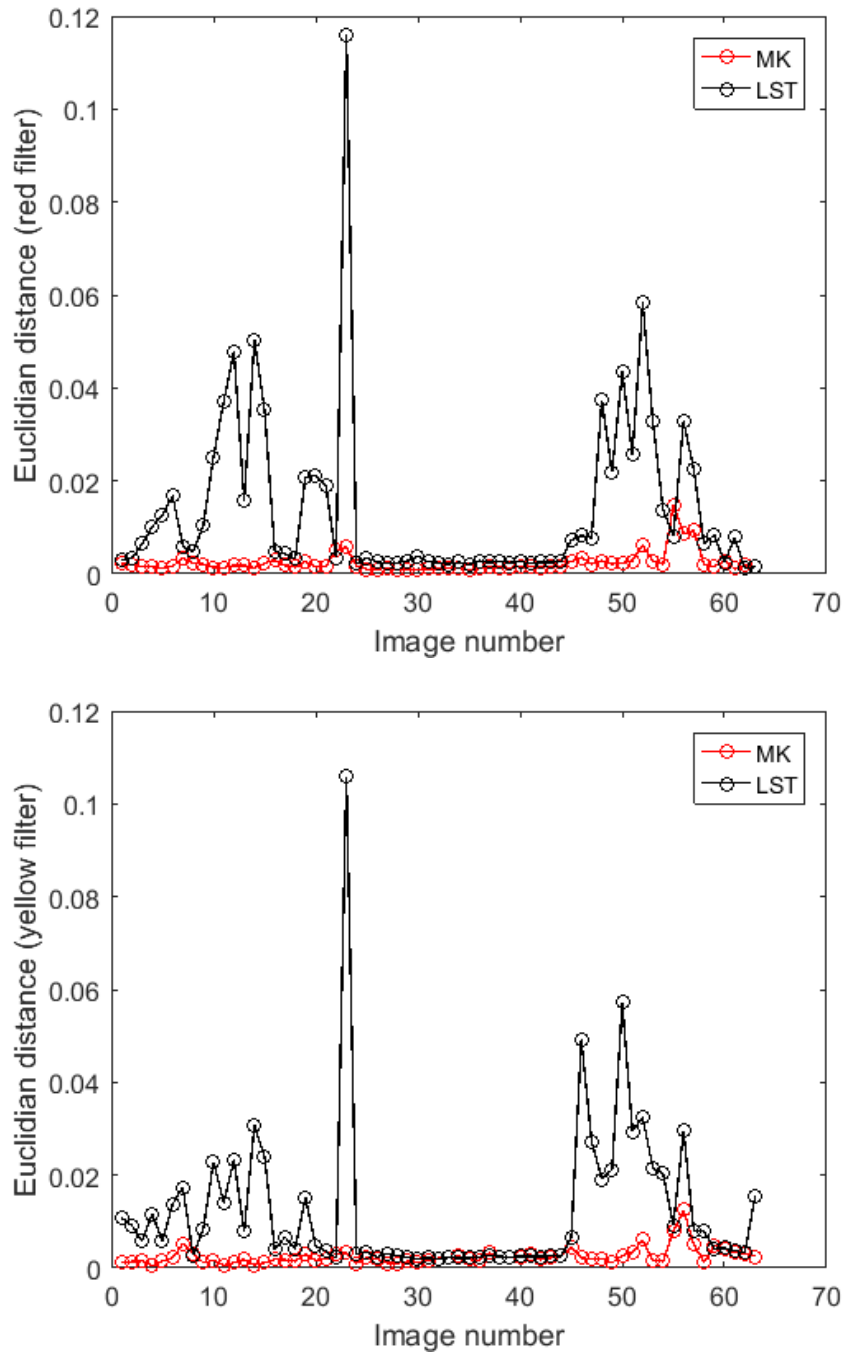 0.12
0.1
0.08
0.06
0.04
0.02
0
Euclidian distance (red filter)
MK
LST
0 10 20 30 40 50 60 70
Image number
0.12
0.1
0.08
0.06
0.04
0.02
0
Euclidian distance (yellow filter)
MK
LST
0 10 20 30 40 50 60 70
Image number